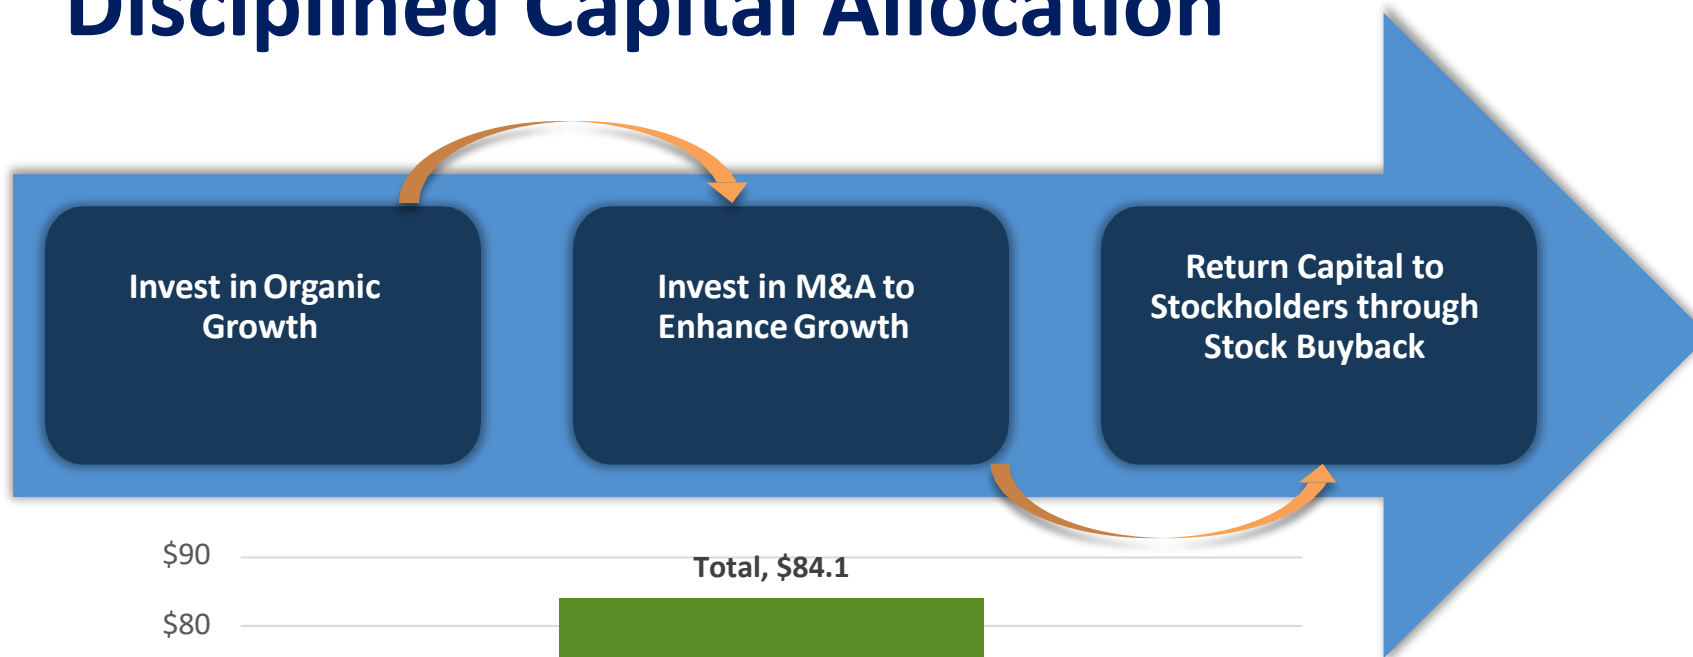 Disciplined Capital Allocation
Invest in Organic
Growth
Invest in M&A to
Enhance Growth
Return Capital to
Stockholders through
Stock Buyback
$90
Total, $84.1
$80